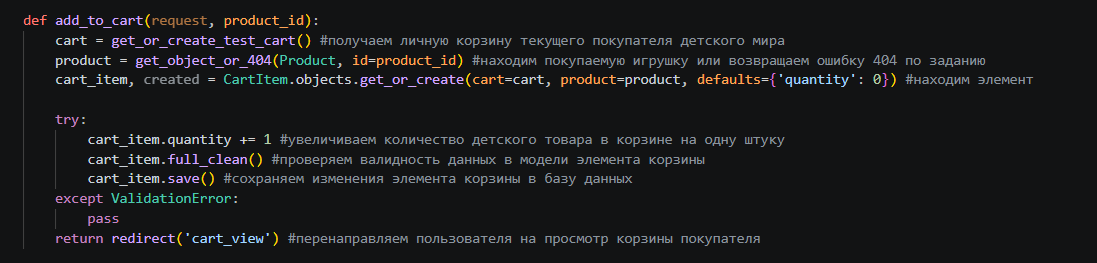 def add_to_cart(request, product_id):
    cart = get_or_create_test_cart() #получаем личную корзину текущего покупателя детского мира
    product = get_object_or_404(Product, id=product_id) #находим покупаемую игрушку или возвращаем ошибку 404 по заданию
    cart_item, created = CartItem.objects.get_or_create(cart=cart, product=product, defaults={'quantity': 0}) #находим элемент

    try:
        cart_item.quantity += 1 #увеличиваем количество детского товара в корзине на одну штуку
        cart_item.full_clean() #проверяем валидность данных в модели элемента корзины
        cart_item.save() #сохраняем изменения элемента корзины в базу данных
    except ValidationError:
        pass
    return redirect('cart_view') #перенаправляем пользователя на просмотр корзины покупателя